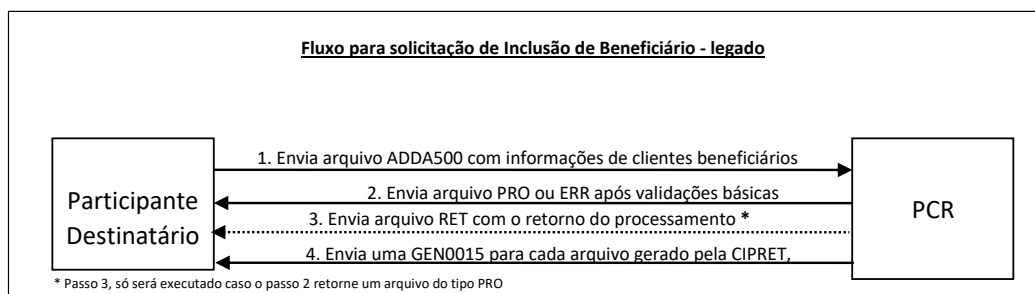 Fluxo para solicitação de Inclusão de Beneficiário - legado
1. Envia arquivo ADDA500 com informações de clientes beneficiários
2. Envia arquivo PRO ou ERR após validações básicas
Participante
Destinatário
PCR
3. Envia arquivo RET com o retorno do processamento *
4. Envia uma GEN0015 para cada arquivo gerado pela CIPRET,
* Passo 3, só será executado caso o passo 2 retorne um arquivo do tipo PRO